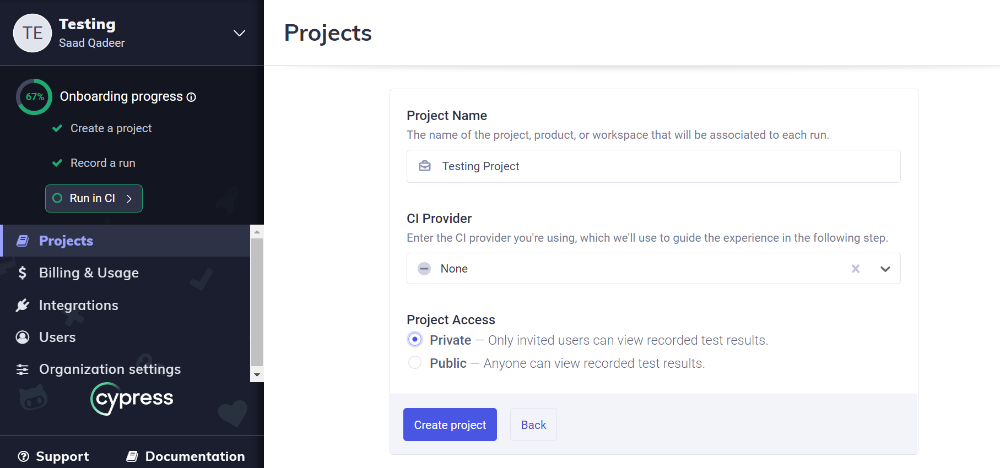 TE
Testing
Saad Qadeer
67%
Onboarding progress
Create a project
Record a run
Run in CI
Projects
Billing & Usage
Integrations
Users
Organization settings
cypress
Support
Documentation
Projects
Project Name
The name of the project, product, or workspace that will be associated to each run.
Testing Project
CI Provider
Enter the CI provider you're using, which we'll use to guide the experience in the following step.
None
Project Access
Private — Only invited users can view recorded test results.
Public — Anyone can view recorded test results.
Create project
Back